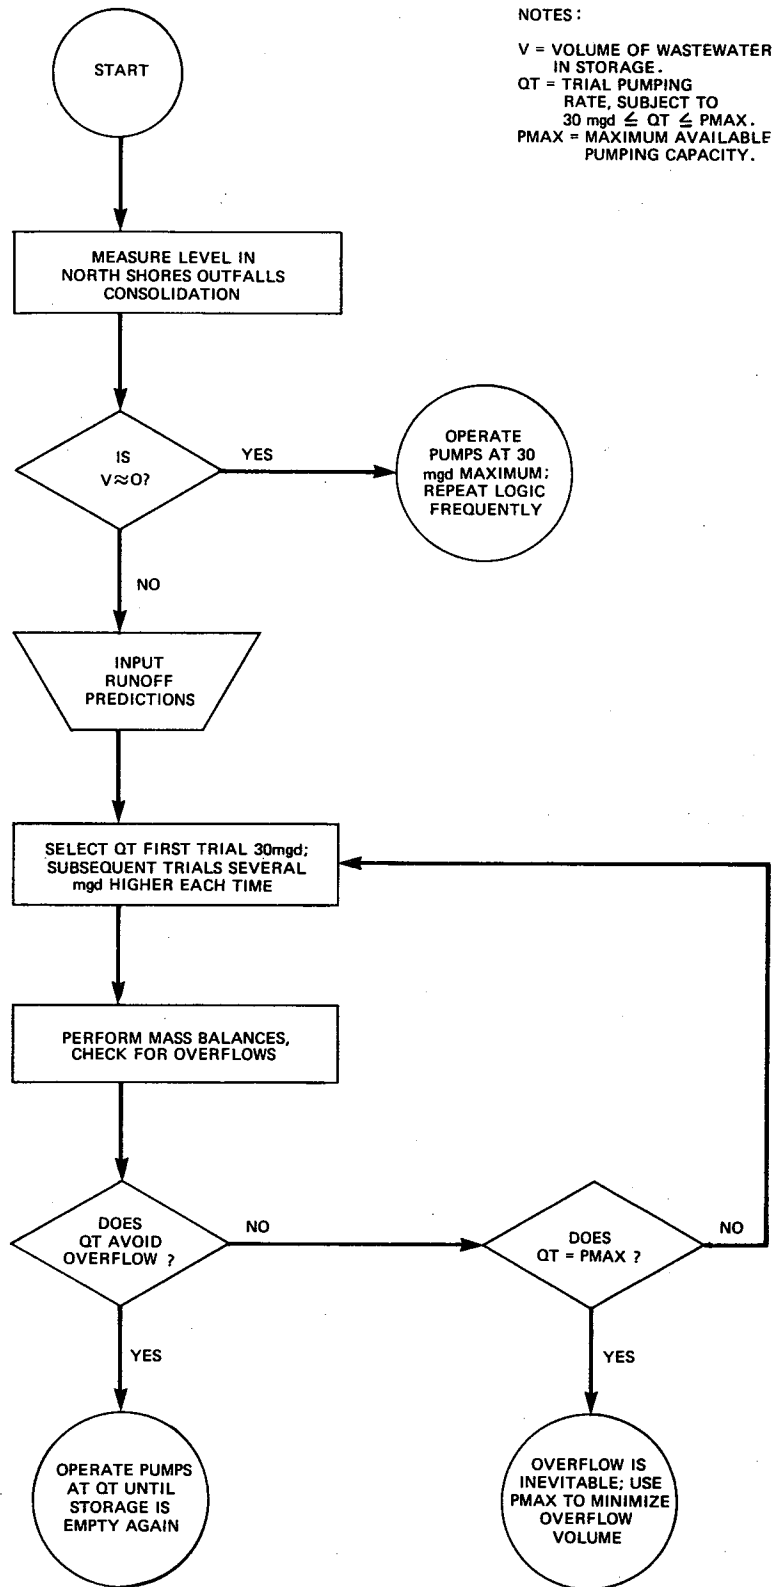 START
NOTES:
V = VOLUME OF WASTEWATER
IN STORAGE.
QT = TRIAL PUMPING
RATE, SUBJECT TO
30 mgd ≦ QT ≦ PMAX.
PMAX = MAXIMUM AVAILABLE
PUMPING CAPACITY.
MEASURE LEVEL IN
NORTH SHORES OUTFALLS
CONSOLIDATION
IS
V≈O?
YES
OPERATE
PUMPS AT 30
mgd MAXIMUM;
REPEAT LOGIC
FREQUENTLY
NO
INPUT
RUNOFF
PREDICTIONS
SELECT QT FIRST TRIAL 30mgd;
SUBSEQUENT TRIALS SEVERAL
mgd HIGHER EACH TIME
PERFORM MASS BALANCES,
CHECK FOR OVERFLOWS
DOES
QT AVOID
OVERFLOW ?
NO
DOES
QT = PMAX ?
NO
YES
YES
OPERATE PUMPS
AT QT UNTIL
STORAGE IS
EMPTY AGAIN
OVERFLOW IS
INEVITABLE; USE
PMAX TO MINIMIZE
OVERFLOW
VOLUME